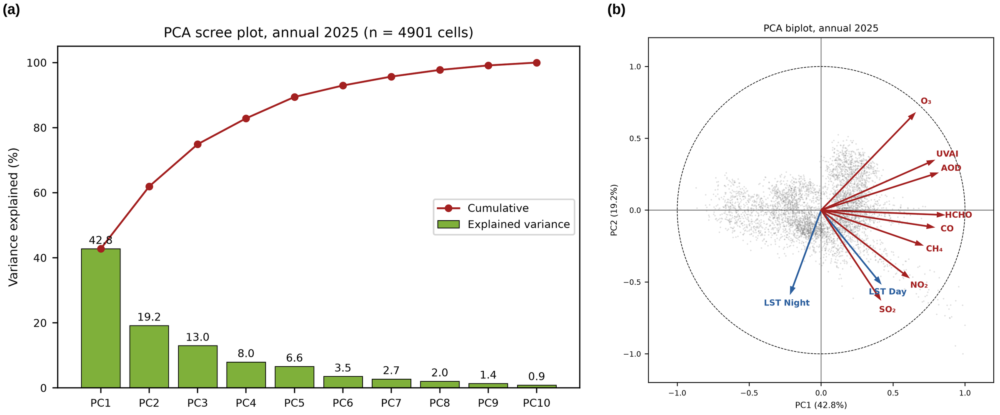 (a)
PCA scree plot, annual 2025 (n = 4901 cells)
Variance explained (%)
100
80
60
40
20
0
42.8
19.2
13.0
8.0
6.6
3.5
2.7
2.0
1.4
0.9
Cumulative
Explained variance
PC1 PC2 PC3 PC4 PC5 PC6 PC7 PC8 PC9 PC10
(b)
PCA biplot, annual 2025
PC2 (19.2%)
1.0
0.5
0.0
−0.5
−1.0
O₃
UVAI
AOD
HCHO
CO
CH₄
NO₂
LST Day
LST Night
SO₂
−1.0 −0.5 0.0 0.5 1.0
PC1 (42.8%)